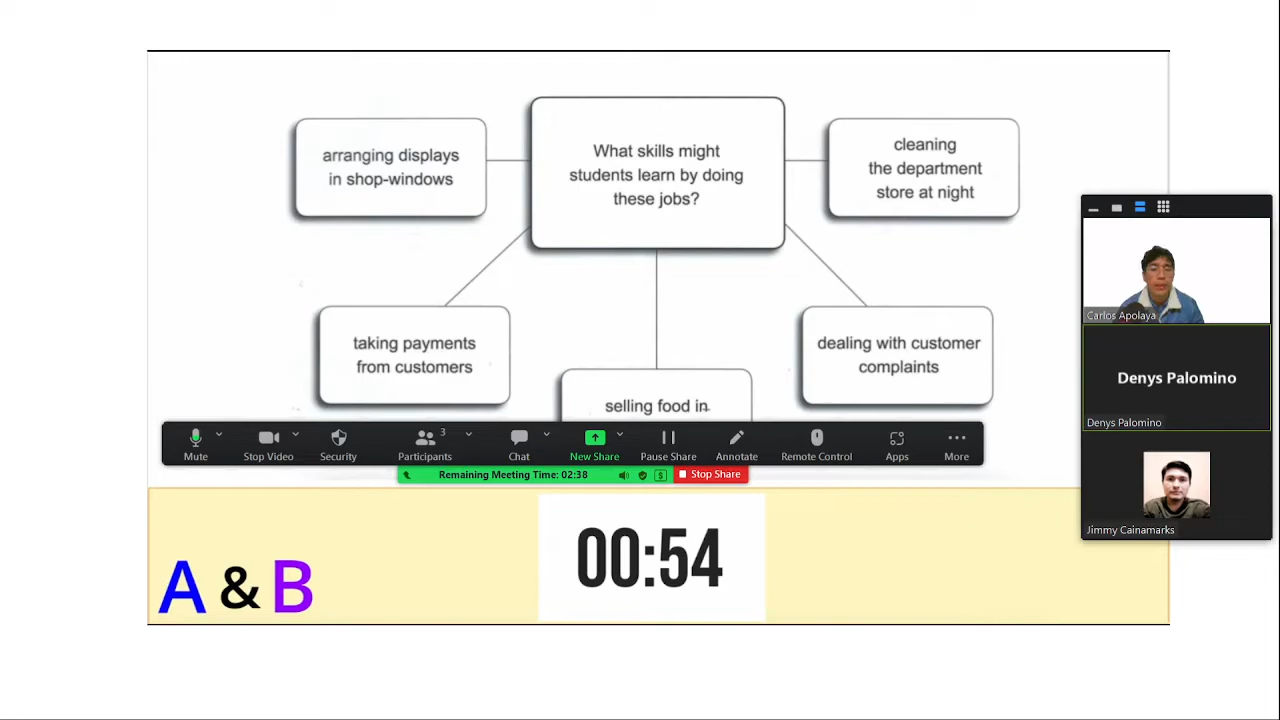 What skills might
students learn by doing
these jobs?
arranging displays
in shop-windows
cleaning
the department
store at night
taking payments
from customers
dealing with customer
complaints
selling food in
Mute
Stop Video
Security
Participants
3
Chat
New Share
Pause Share
Annotate
Remote Control
Apps
More
Remaining Meeting Time: 02:38
$
Stop Share
A & B
00:54
Carlos Apolaya
Denys Palomino
Denys Palomino
Jimmy Cainamarks